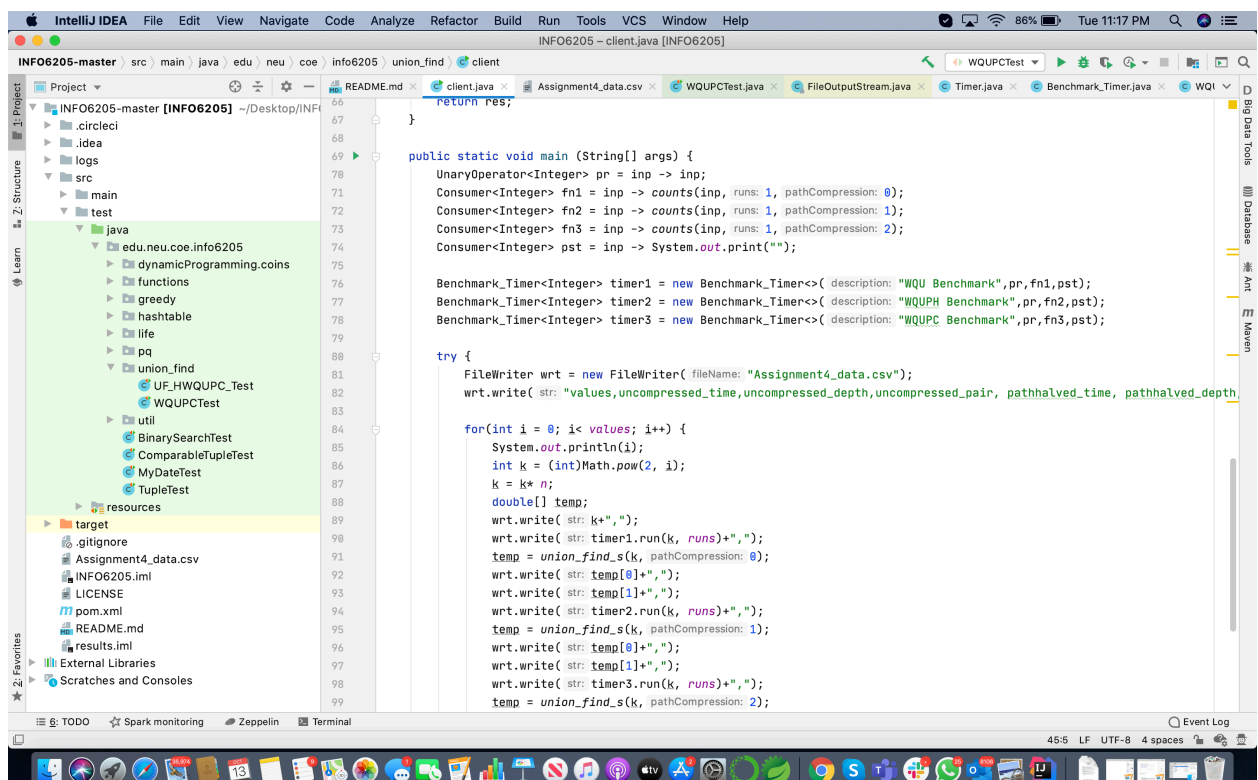 IntelliJ IDEA File Edit View Navigate Code Analyze Refactor Build Run Tools VCS Window Help 86% Tue 11:17 PM
INFO6205 – client.java [INFO6205]
INFO6205-master src main java edu neu coe info6205 union_find client WQUPCTest
Project README.md client.java Assignment4_data.csv WQUPCTest.java FileOutputStream.java Timer.java Benchmark_Timer.java WQU
1: Project
Z: Structure
Learn
2: Favorites
INFO6205-master [INFO6205] ~/Desktop/INF
.circleci
.idea
logs
src
main
test
java
edu.neu.coe.info6205
dynamicProgramming.coins
functions
greedy
hashtable
life
pq
union_find
UF_HWQUPC_Test
WQUPCTest
util
BinarySearchTest
ComparableTupleTest
MyDateTest
TupleTest
resources
target
.gitignore
Assignment4_data.csv
INFO6205.iml
LICENSE
pom.xml
README.md
results.iml
External Libraries
Scratches and Consoles
66 return res;
67 }
68
69 public static void main (String[] args) {
70 UnaryOperator<Integer> pr = inp -> inp;
71 Consumer<Integer> fn1 = inp -> counts(inp, runs: 1, pathCompression: 0);
72 Consumer<Integer> fn2 = inp -> counts(inp, runs: 1, pathCompression: 1);
73 Consumer<Integer> fn3 = inp -> counts(inp, runs: 1, pathCompression: 2);
74 Consumer<Integer> pst = inp -> System.out.print("");
75
76 Benchmark_Timer<Integer> timer1 = new Benchmark_Timer<>( description: "WQU Benchmark",pr,fn1,pst);
77 Benchmark_Timer<Integer> timer2 = new Benchmark_Timer<>( description: "WQUPH Benchmark",pr,fn2,pst);
78 Benchmark_Timer<Integer> timer3 = new Benchmark_Timer<>( description: "WQUPC Benchmark",pr,fn3,pst);
79
80 try {
81 FileWriter wrt = new FileWriter( fileName: "Assignment4_data.csv");
82 wrt.write( str: "values,uncompressed_time,uncompressed_depth,uncompressed_pair, pathhalved_time, pathhalved_depth,
83
84 for(int i = 0; i< values; i++) {
85 System.out.println(i);
86 int k = (int)Math.pow(2, i);
87 k = k* n;
88 double[] temp;
89 wrt.write( str: k+",");
90 wrt.write( str: timer1.run(k, runs)+",");
91 temp = union_find_s(k, pathCompression: 0);
92 wrt.write( str: temp[0]+",");
93 wrt.write( str: temp[1]+",");
94 wrt.write( str: timer2.run(k, runs)+",");
95 temp = union_find_s(k, pathCompression: 1);
96 wrt.write( str: temp[0]+",");
97 wrt.write( str: temp[1]+",");
98 wrt.write( str: timer3.run(k, runs)+",");
99 temp = union_find_s(k, pathCompression: 2);
Big Data Tools
Database
Ant
Maven
6: TODO Spark monitoring Zeppelin Terminal Event Log
45:5 LF UTF-8 4 spaces